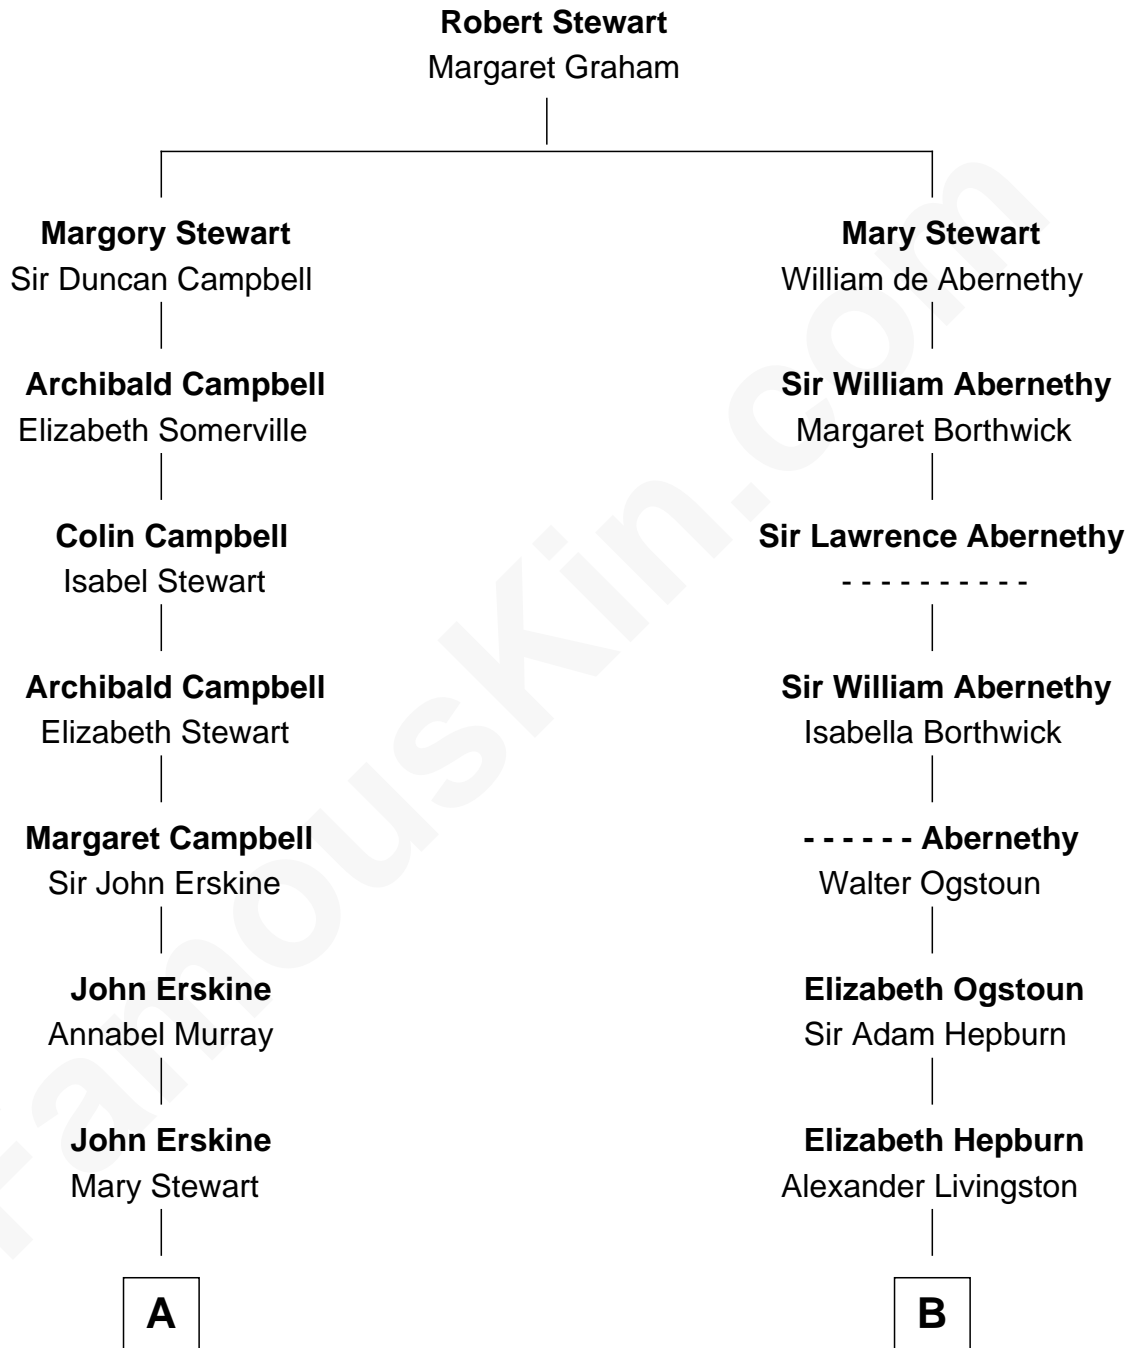 Robert Stewart
Margaret Graham
Margory Stewart
Sir Duncan Campbell
Mary Stewart
William de Abernethy
Archibald Campbell
Elizabeth Somerville
Sir William Abernethy
Margaret Borthwick
Colin Campbell
Isabel Stewart
Sir Lawrence Abernethy
- - - - - - - - - -
Archibald Campbell
Elizabeth Stewart
Sir William Abernethy
Isabella Borthwick
Margaret Campbell
Sir John Erskine
- - - - - - Abernethy
Walter Ogstoun
John Erskine
Annabel Murray
Elizabeth Ogstoun
Sir Adam Hepburn
John Erskine
Mary Stewart
Elizabeth Hepburn
Alexander Livingston
A
B
FamousKin.com